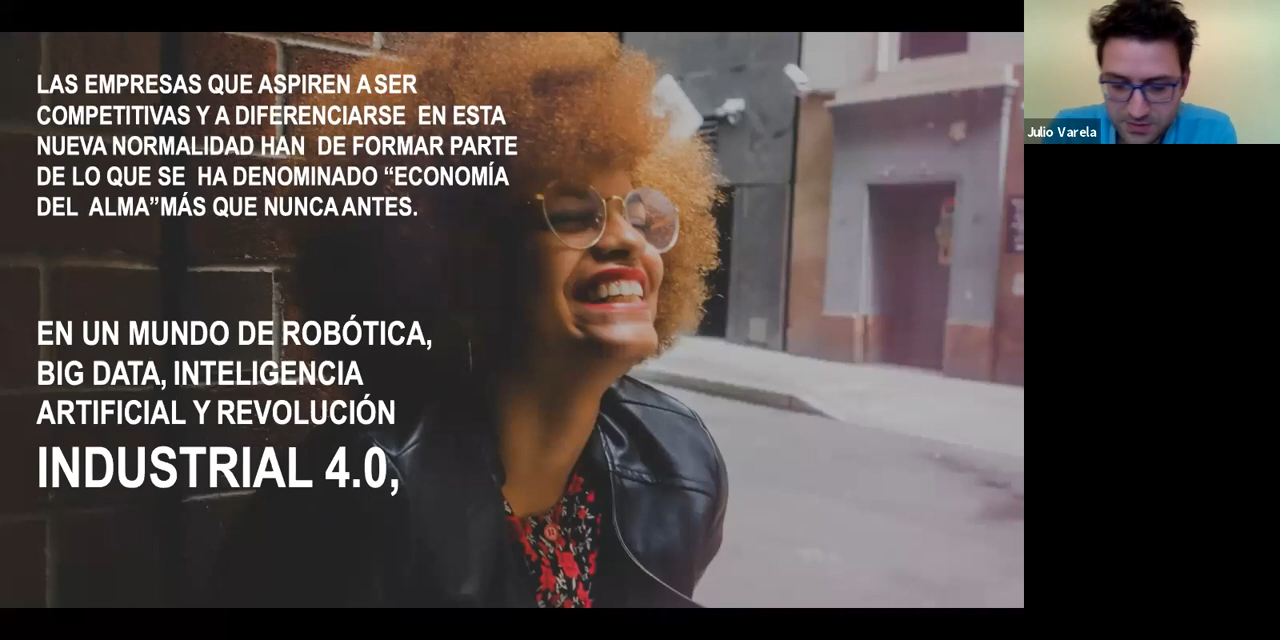 LAS EMPRESAS QUE ASPIREN A SER
COMPETITIVAS Y A DIFERENCIARSE EN ESTA
NUEVA NORMALIDAD HAN DE FORMAR PARTE
DE LO QUE SE HA DENOMINADO “ECONOMÍA
DEL ALMA”MÁS QUE NUNCA ANTES.
EN UN MUNDO DE ROBÓTICA,
BIG DATA, INTELIGENCIA
ARTIFICIAL Y REVOLUCIÓN
INDUSTRIAL 4.0,
Julio Varela